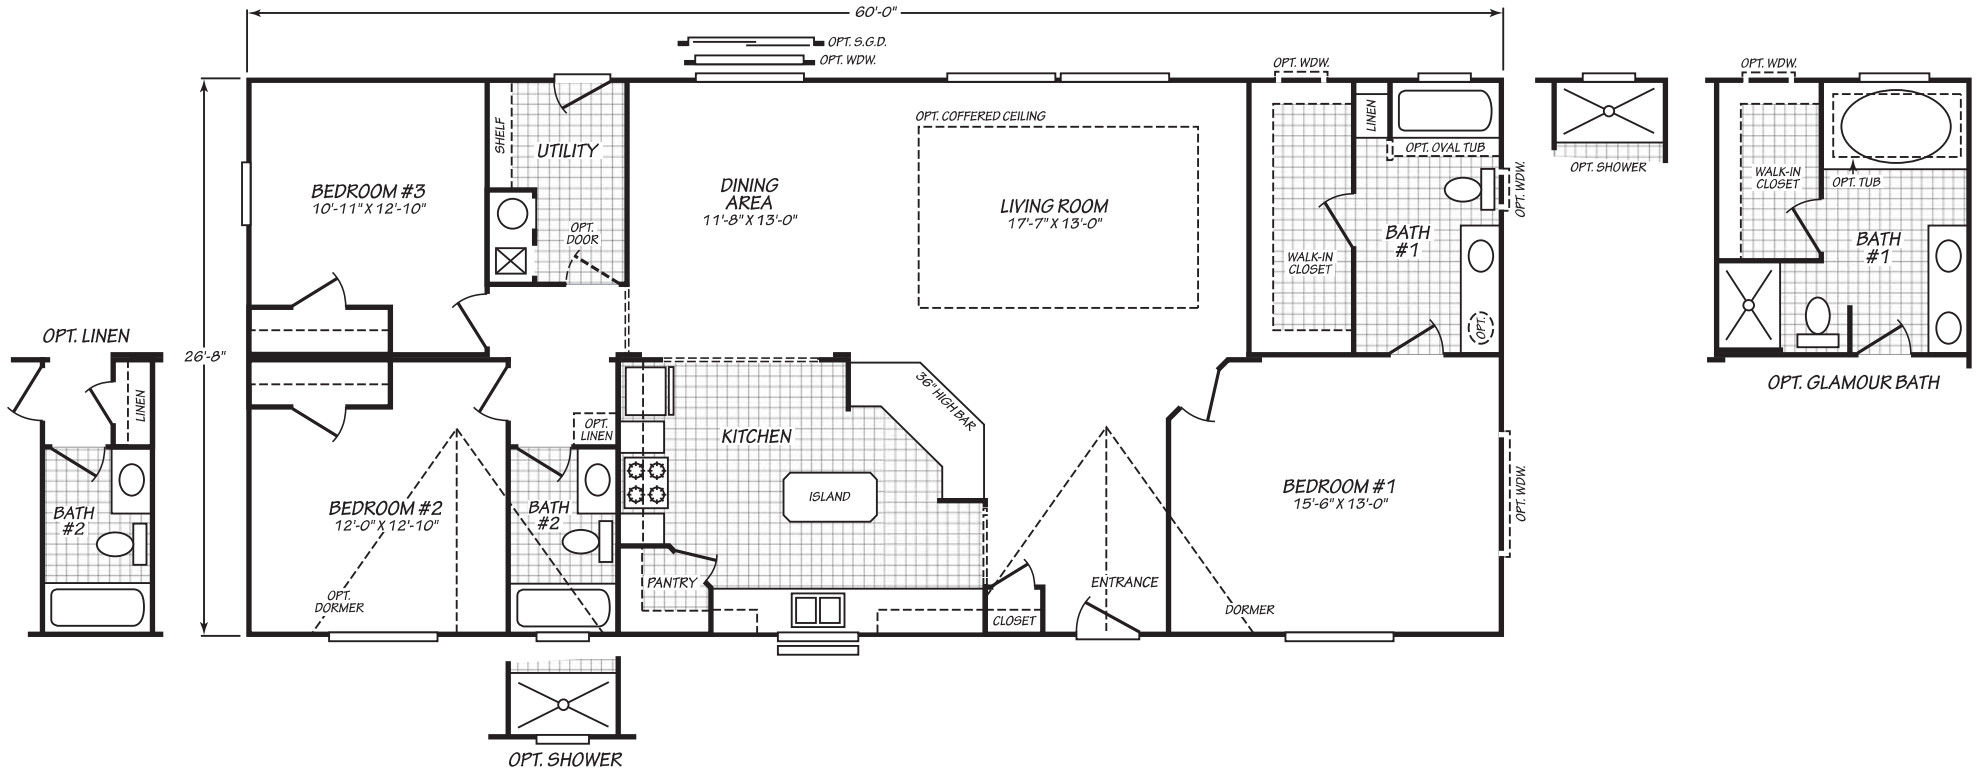 60'-0"
OPT. S.G.D.
OPT. WDW.
OPT. WDW.
OPT. WDW.
SHELF
UTILITY
OPT. COFFERED CEILING
LINEN
OPT. OVAL TUB
OPT. SHOWER
WALK-IN
CLOSET
OPT. TUB
BEDROOM #3
10'-11" X 12'-10"
DINING
AREA
11'-8" X 13'-0"
LIVING ROOM
17'-7" X 13'-0"
OPT. WDW.
OPT.
DOOR
BATH
#1
WALK-IN
CLOSET
BATH
#1
OPT.
OPT. LINEN
26'-8"
OPT. GLAMOUR BATH
LINEN
36" HIGH BAR
OPT.
LINEN
KITCHEN
ISLAND
BEDROOM #1
15'-6" X 13'-0"
OPT. WDW.
BATH
#2
BEDROOM #2
12'-0" X 12'-10"
BATH
#2
PANTRY
ENTRANCE
OPT.
DORMER
DORMER
CLOSET
OPT. SHOWER